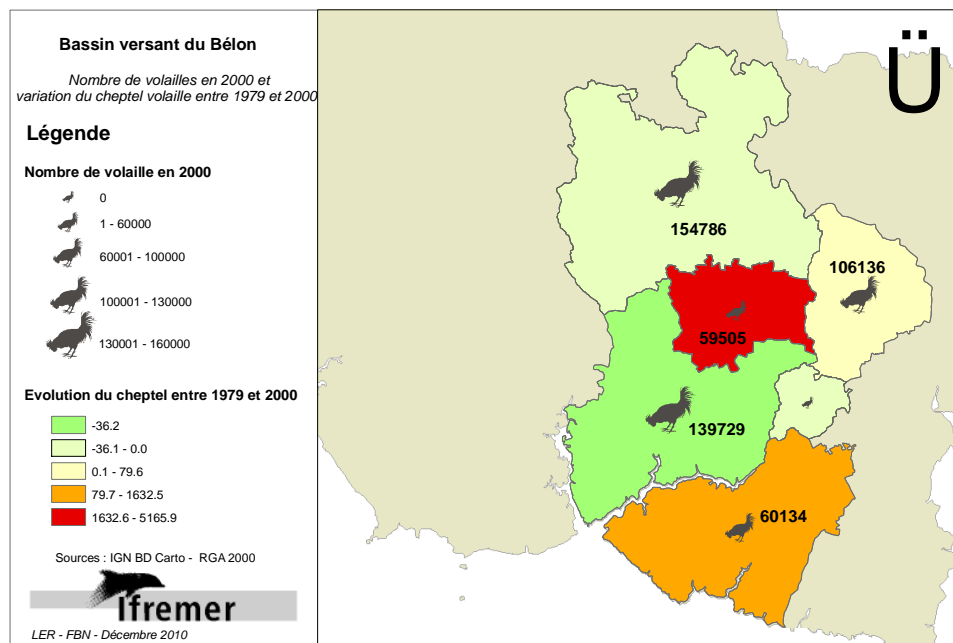 Bassin versant du Bélon
Nombre de volailles en 2000 et
variation du cheptel volaille entre 1979 et 2000
Légende
Nombre de volaille en 2000
0
1 - 60000
60001 - 100000
100001 - 130000
130001 - 160000
Evolution du cheptel entre 1979 et 2000
-36.2
-36.1 - 0.0
0.1 - 79.6
79.7 - 1632.5
1632.6 - 5165.9
Sources : IGN BD Carto - RGA 2000
Ifremer
LER - FBN - Décembre 2010
Ü
154786
106136
59505
139729
60134